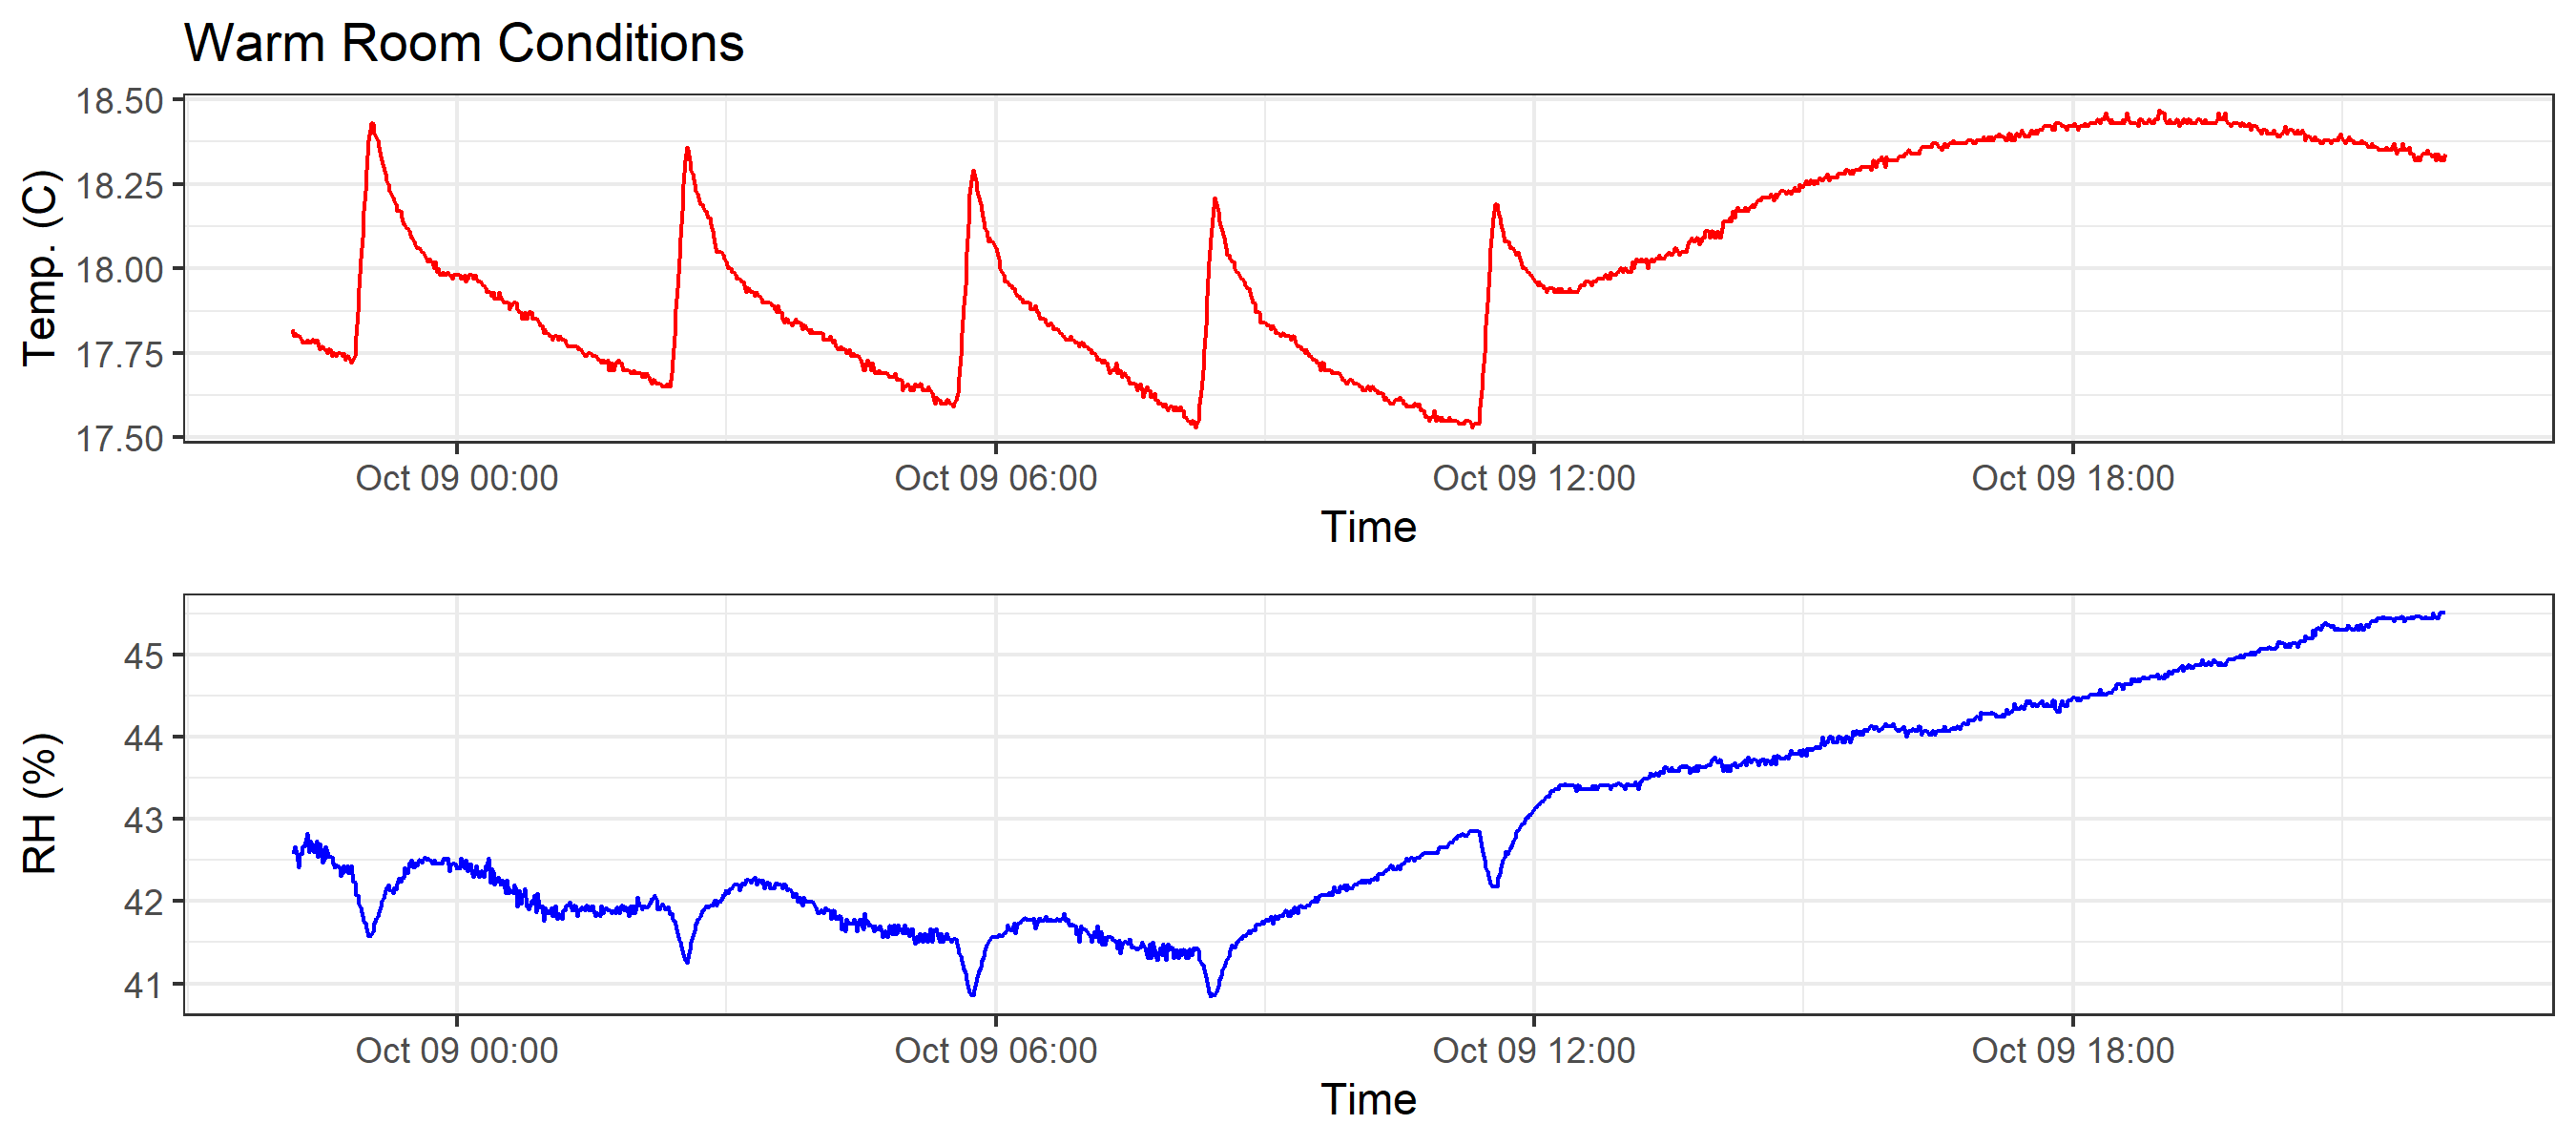 Warm Room Conditions
Temp. (C)
18.50
18.25
18.00
17.75
17.50
Oct 09 00:00 Oct 09 06:00 Oct 09 12:00 Oct 09 18:00
Time
RH (%)
45
44
43
42
41
Oct 09 00:00 Oct 09 06:00 Oct 09 12:00 Oct 09 18:00
Time